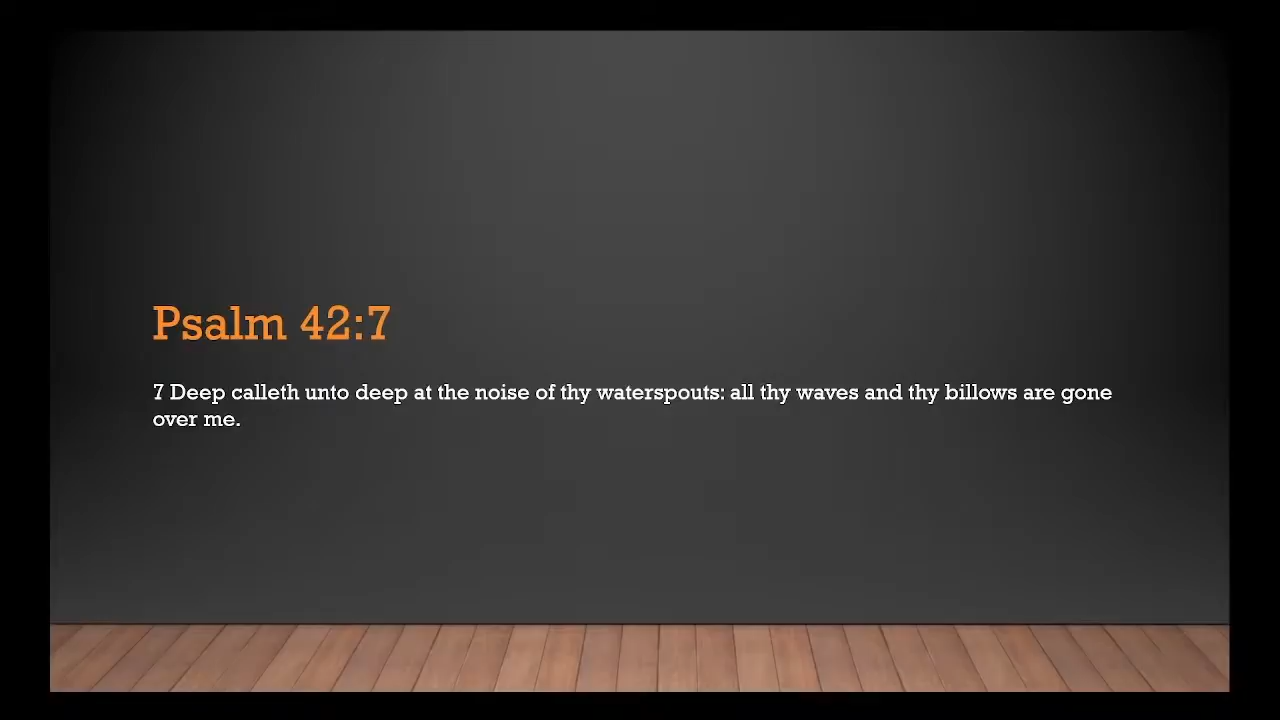 Psalm 42:7
7 Deep calleth unto deep at the noise of thy waterspouts: all thy waves and thy billows are gone
over me.